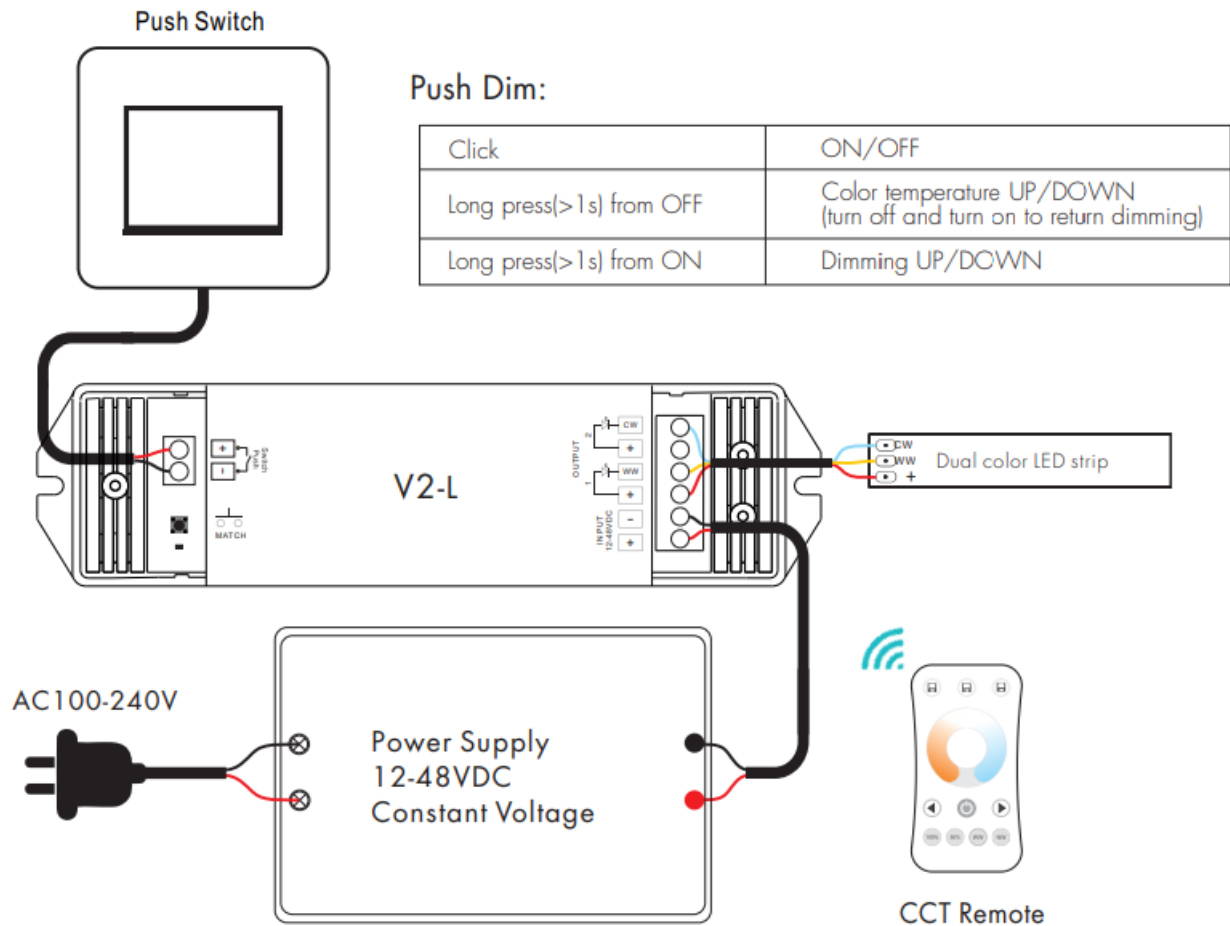 Push Switch
Push Dim:
Click
ON/OFF
Long press(>1s) from OFF
Color temperature UP/DOWN
(turn off and turn on to return dimming)
Long press(>1s) from ON
Dimming UP/DOWN
+
−
Push
Switch
MATCH
V2-L
OUTPUT
2
1
CW
+
WW
+
INPUT
12-48VDC
−
+
CW
WW
+
Dual color LED strip
AC100-240V
Power Supply
12-48VDC
Constant Voltage
CCT Remote